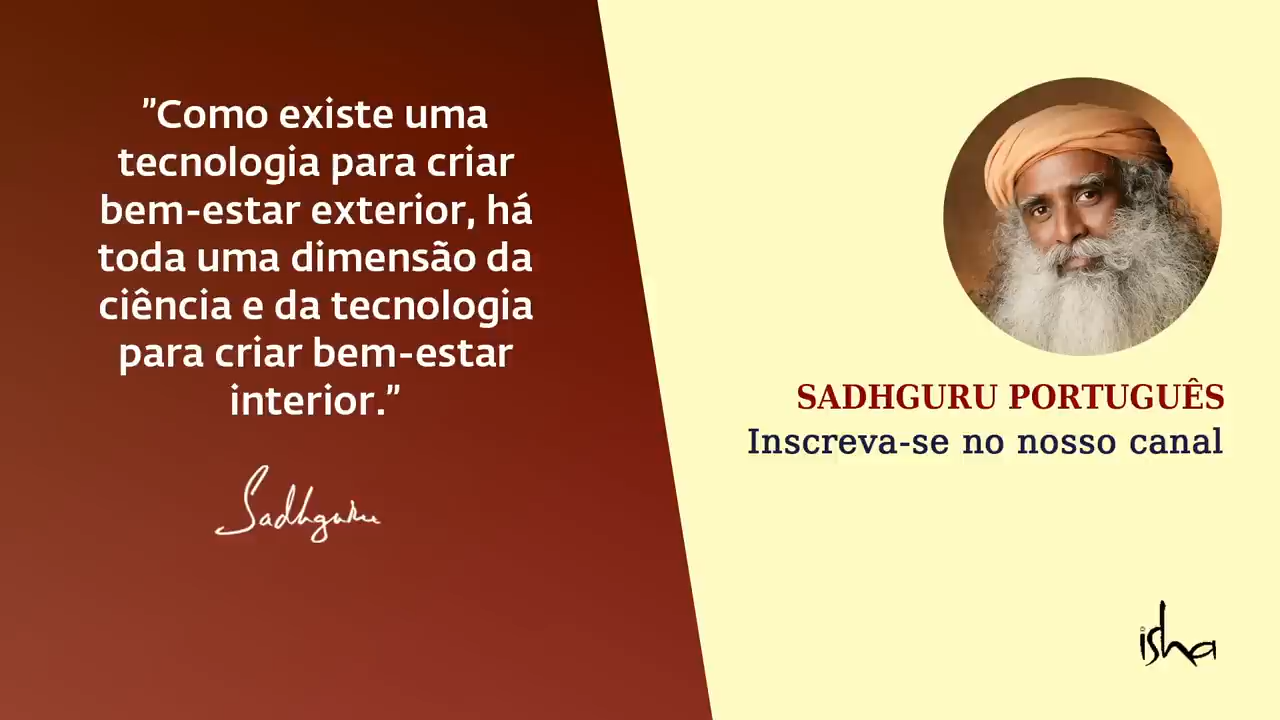 "Como existe uma
tecnologia para criar
bem-estar exterior, há
toda uma dimensão da
ciência e da tecnologia
para criar bem-estar
interior."
Sadhguru
SADHGURU PORTUGUÊS
Inscreva-se no nosso canal
isha